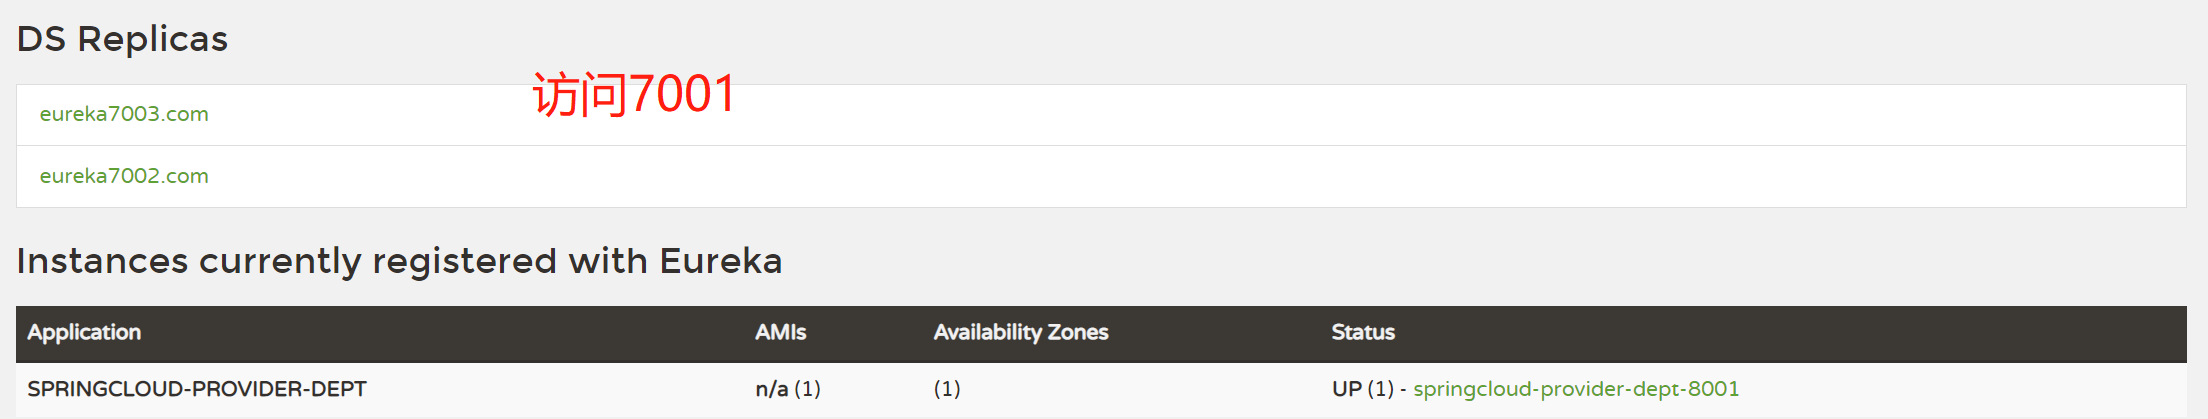 DS Replicas
访问7001
eureka7003.com
eureka7002.com
Instances currently registered with Eureka
Application AMIs Availability Zones Status
SPRINGCLOUD-PROVIDER-DEPT n/a (1) (1) UP (1) - springcloud-provider-dept-8001